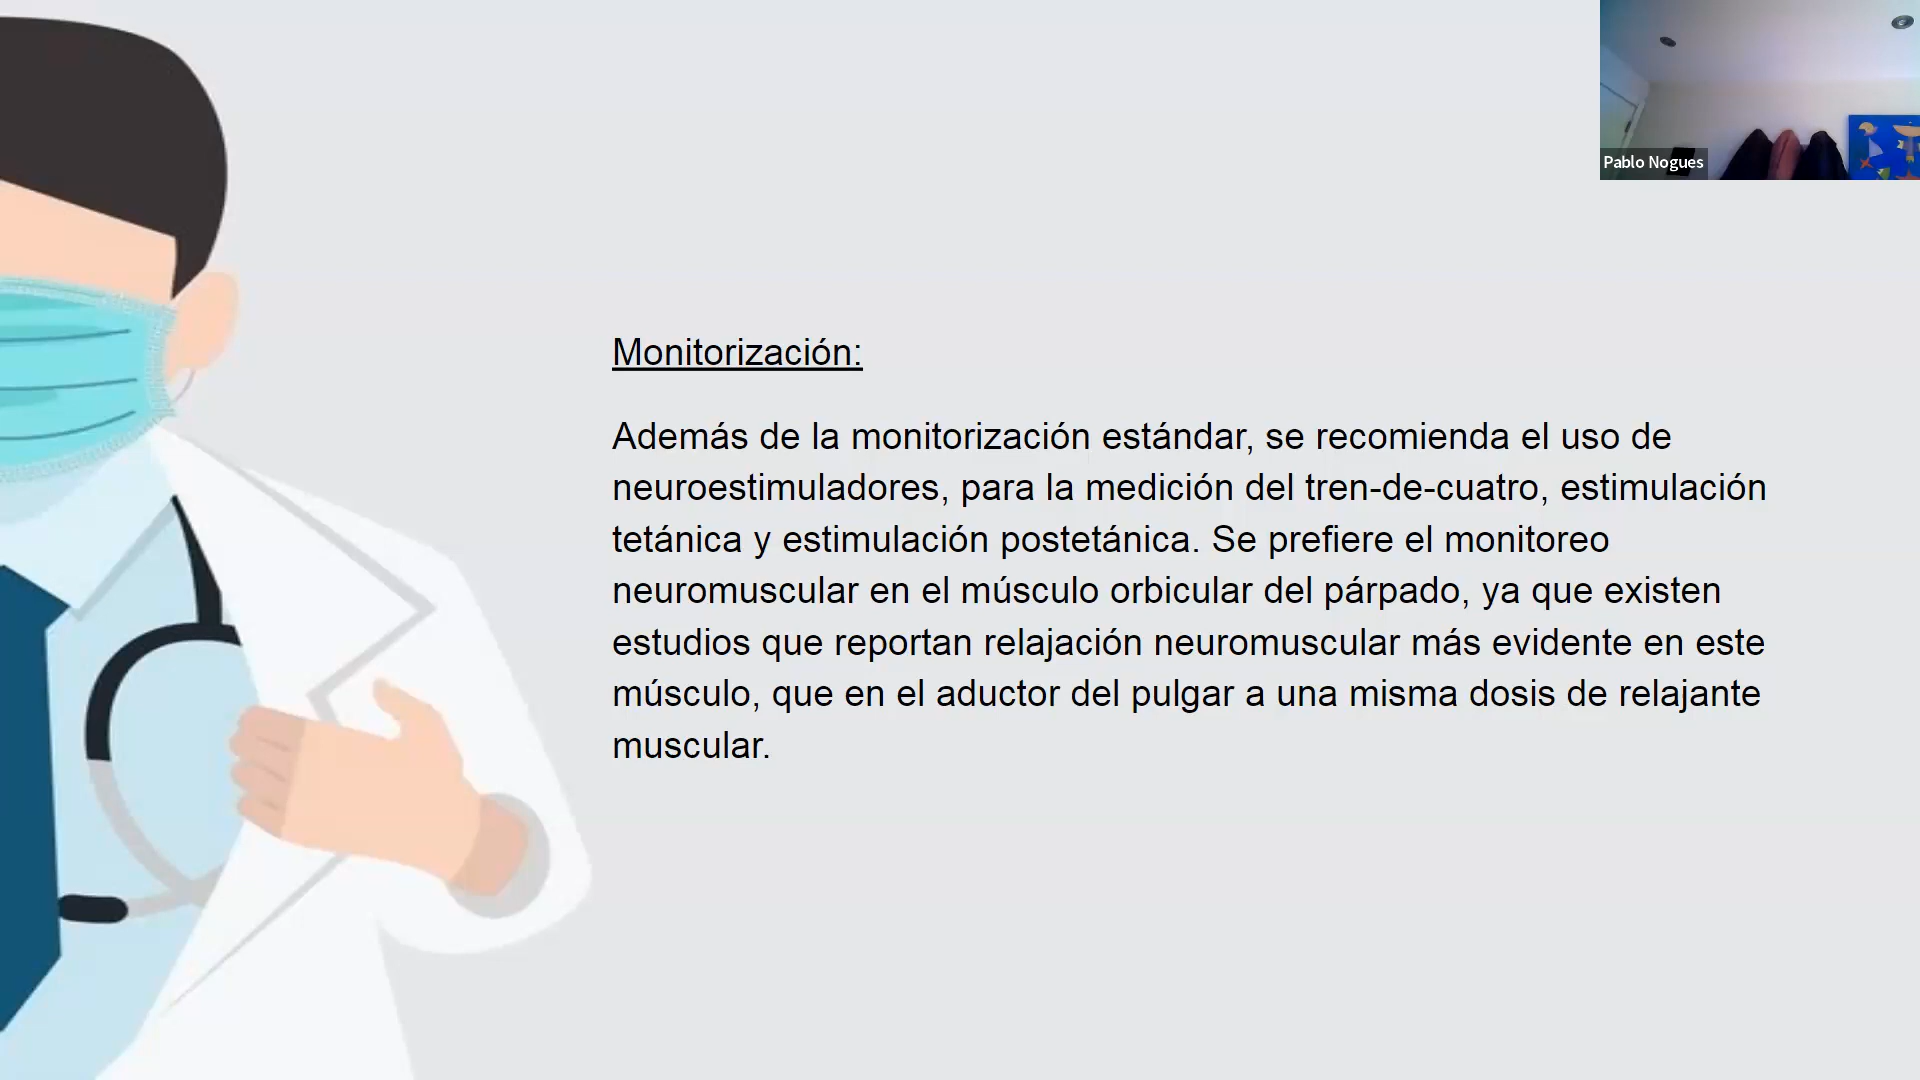 Pablo Nogues
Monitorización:
Además de la monitorización estándar, se recomienda el uso de
neuroestimuladores, para la medición del tren-de-cuatro, estimulación
tetánica y estimulación postetánica. Se prefiere el monitoreo
neuromuscular en el músculo orbicular del párpado, ya que existen
estudios que reportan relajación neuromuscular más evidente en este
músculo, que en el aductor del pulgar a una misma dosis de relajante
muscular.